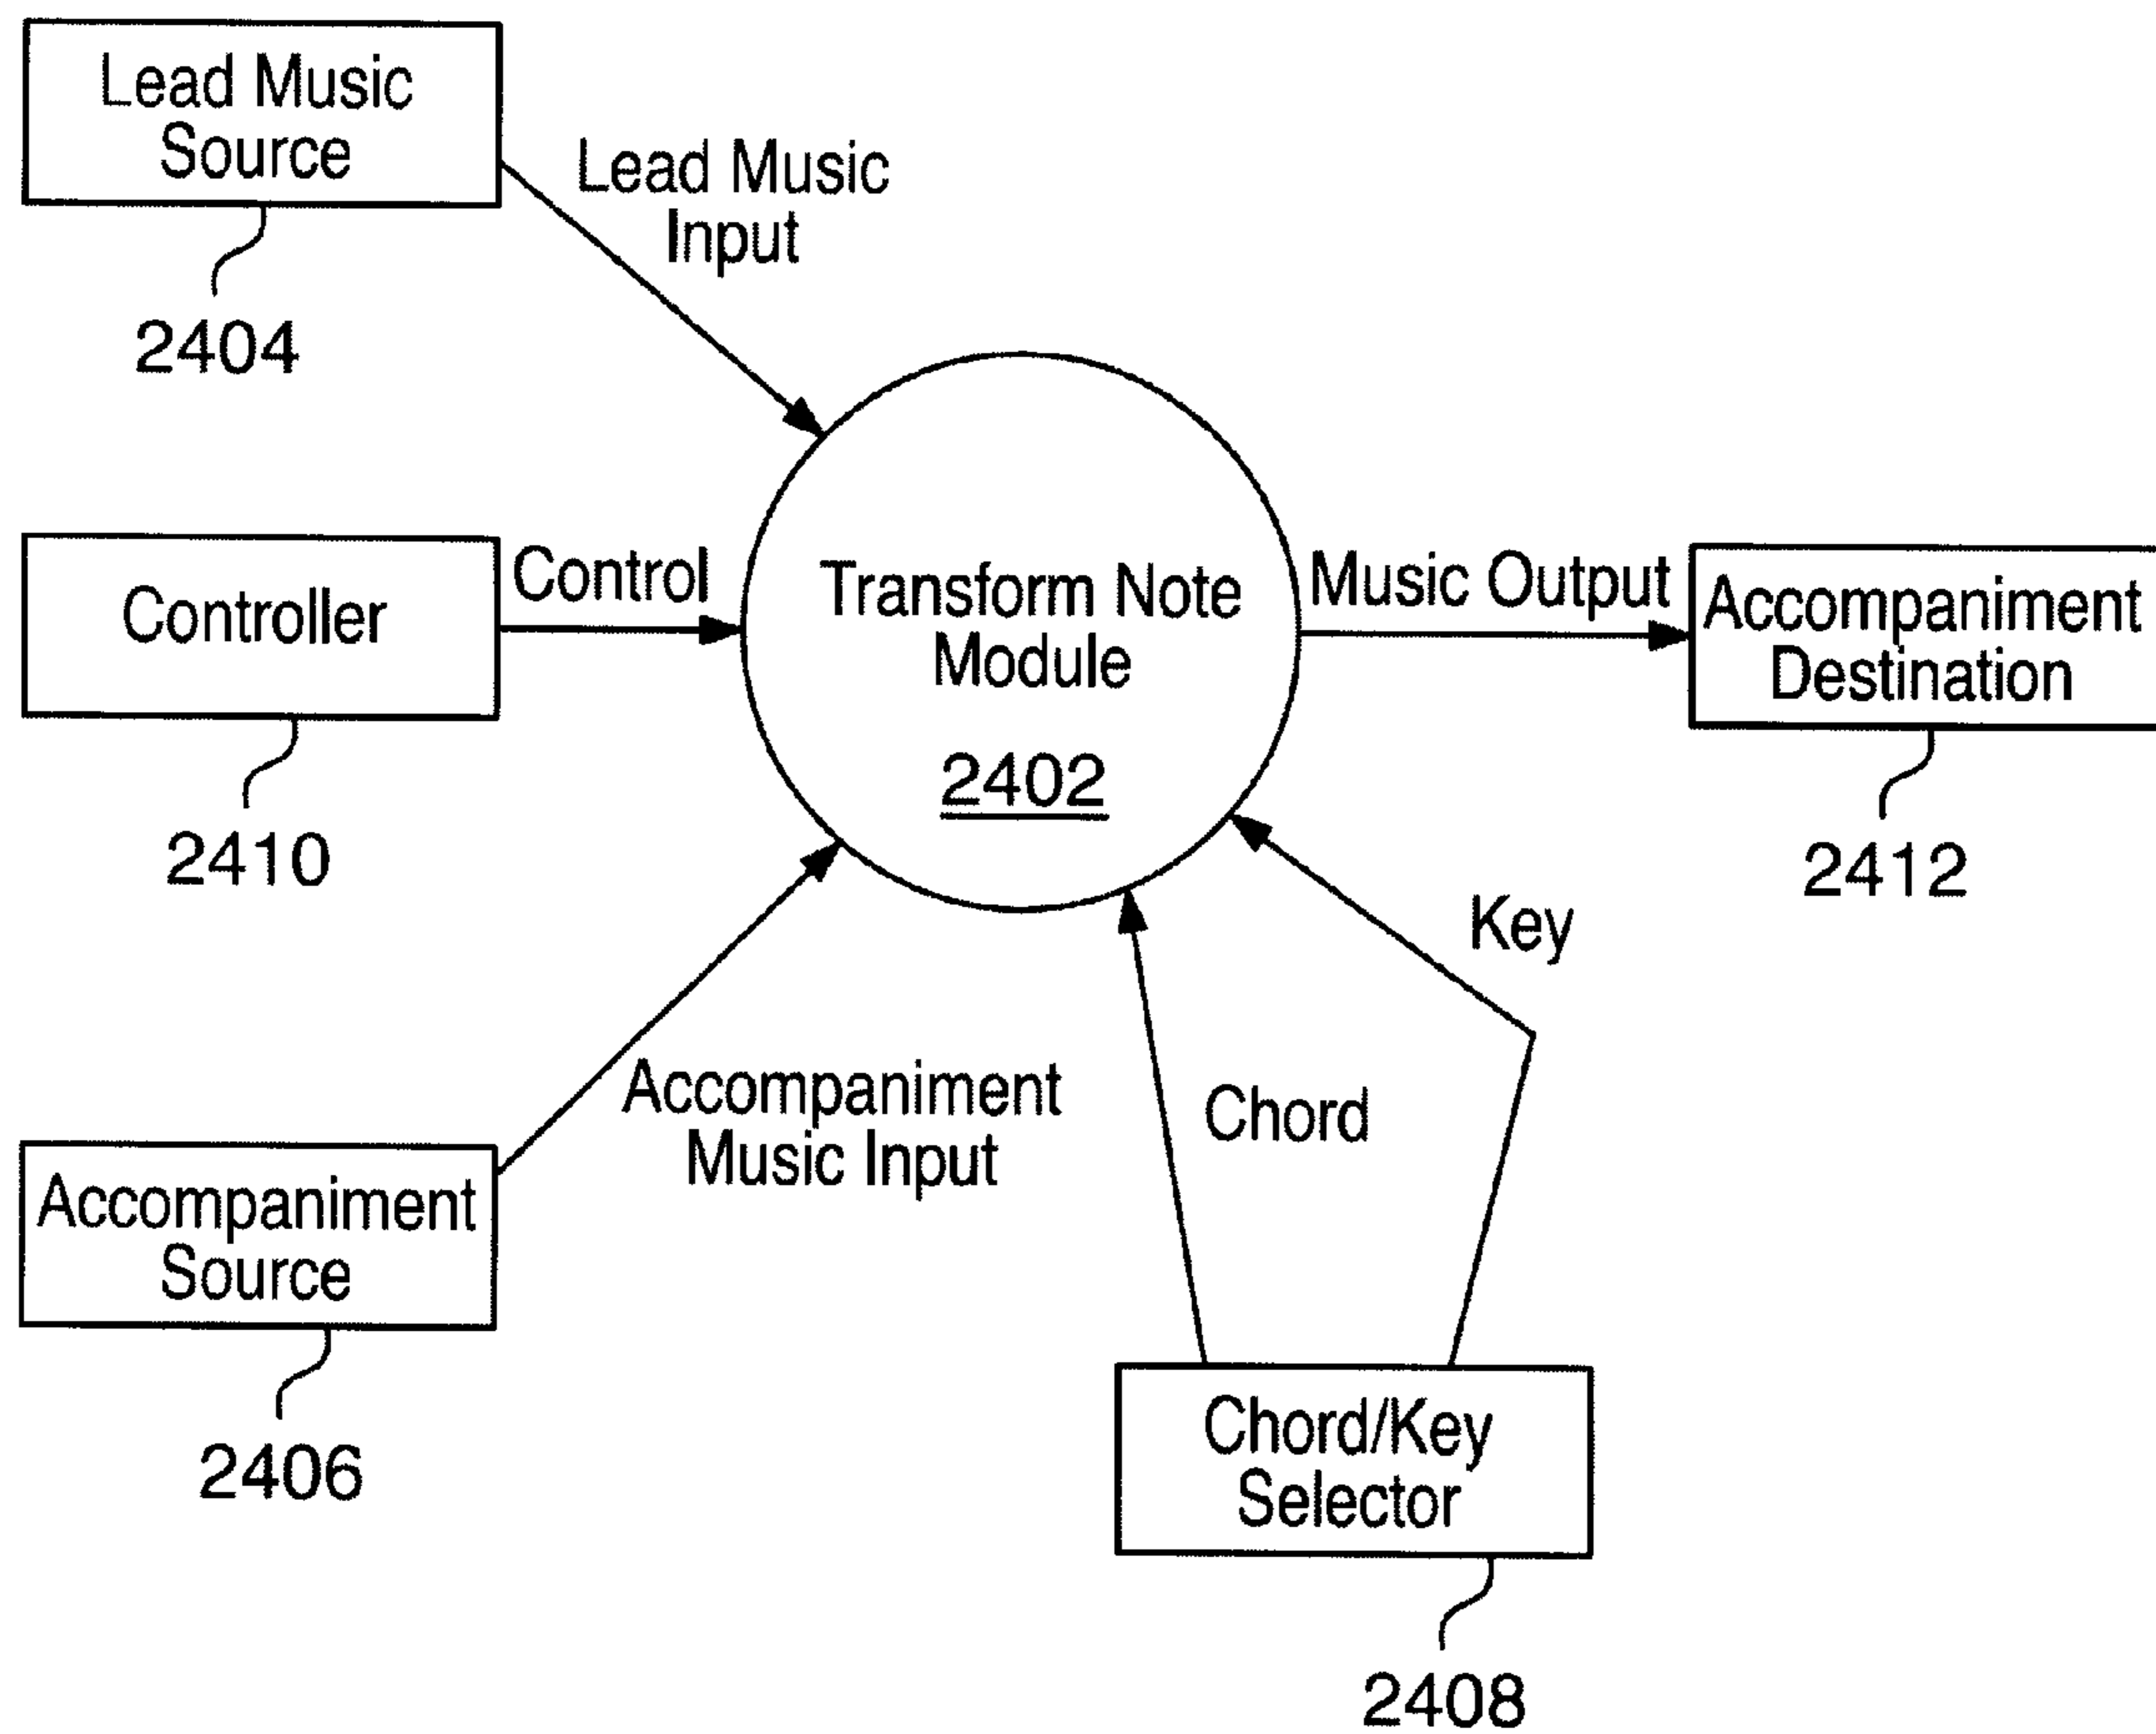 Lead Music
Source
2404
Lead Music
Input
Controller
2410
Control
Transform Note
Module
2402
Music Output
Accompaniment
Destination
2412
Accompaniment
Source
2406
Accompaniment
Music Input
Chord
Key
Chord/Key
Selector
2408